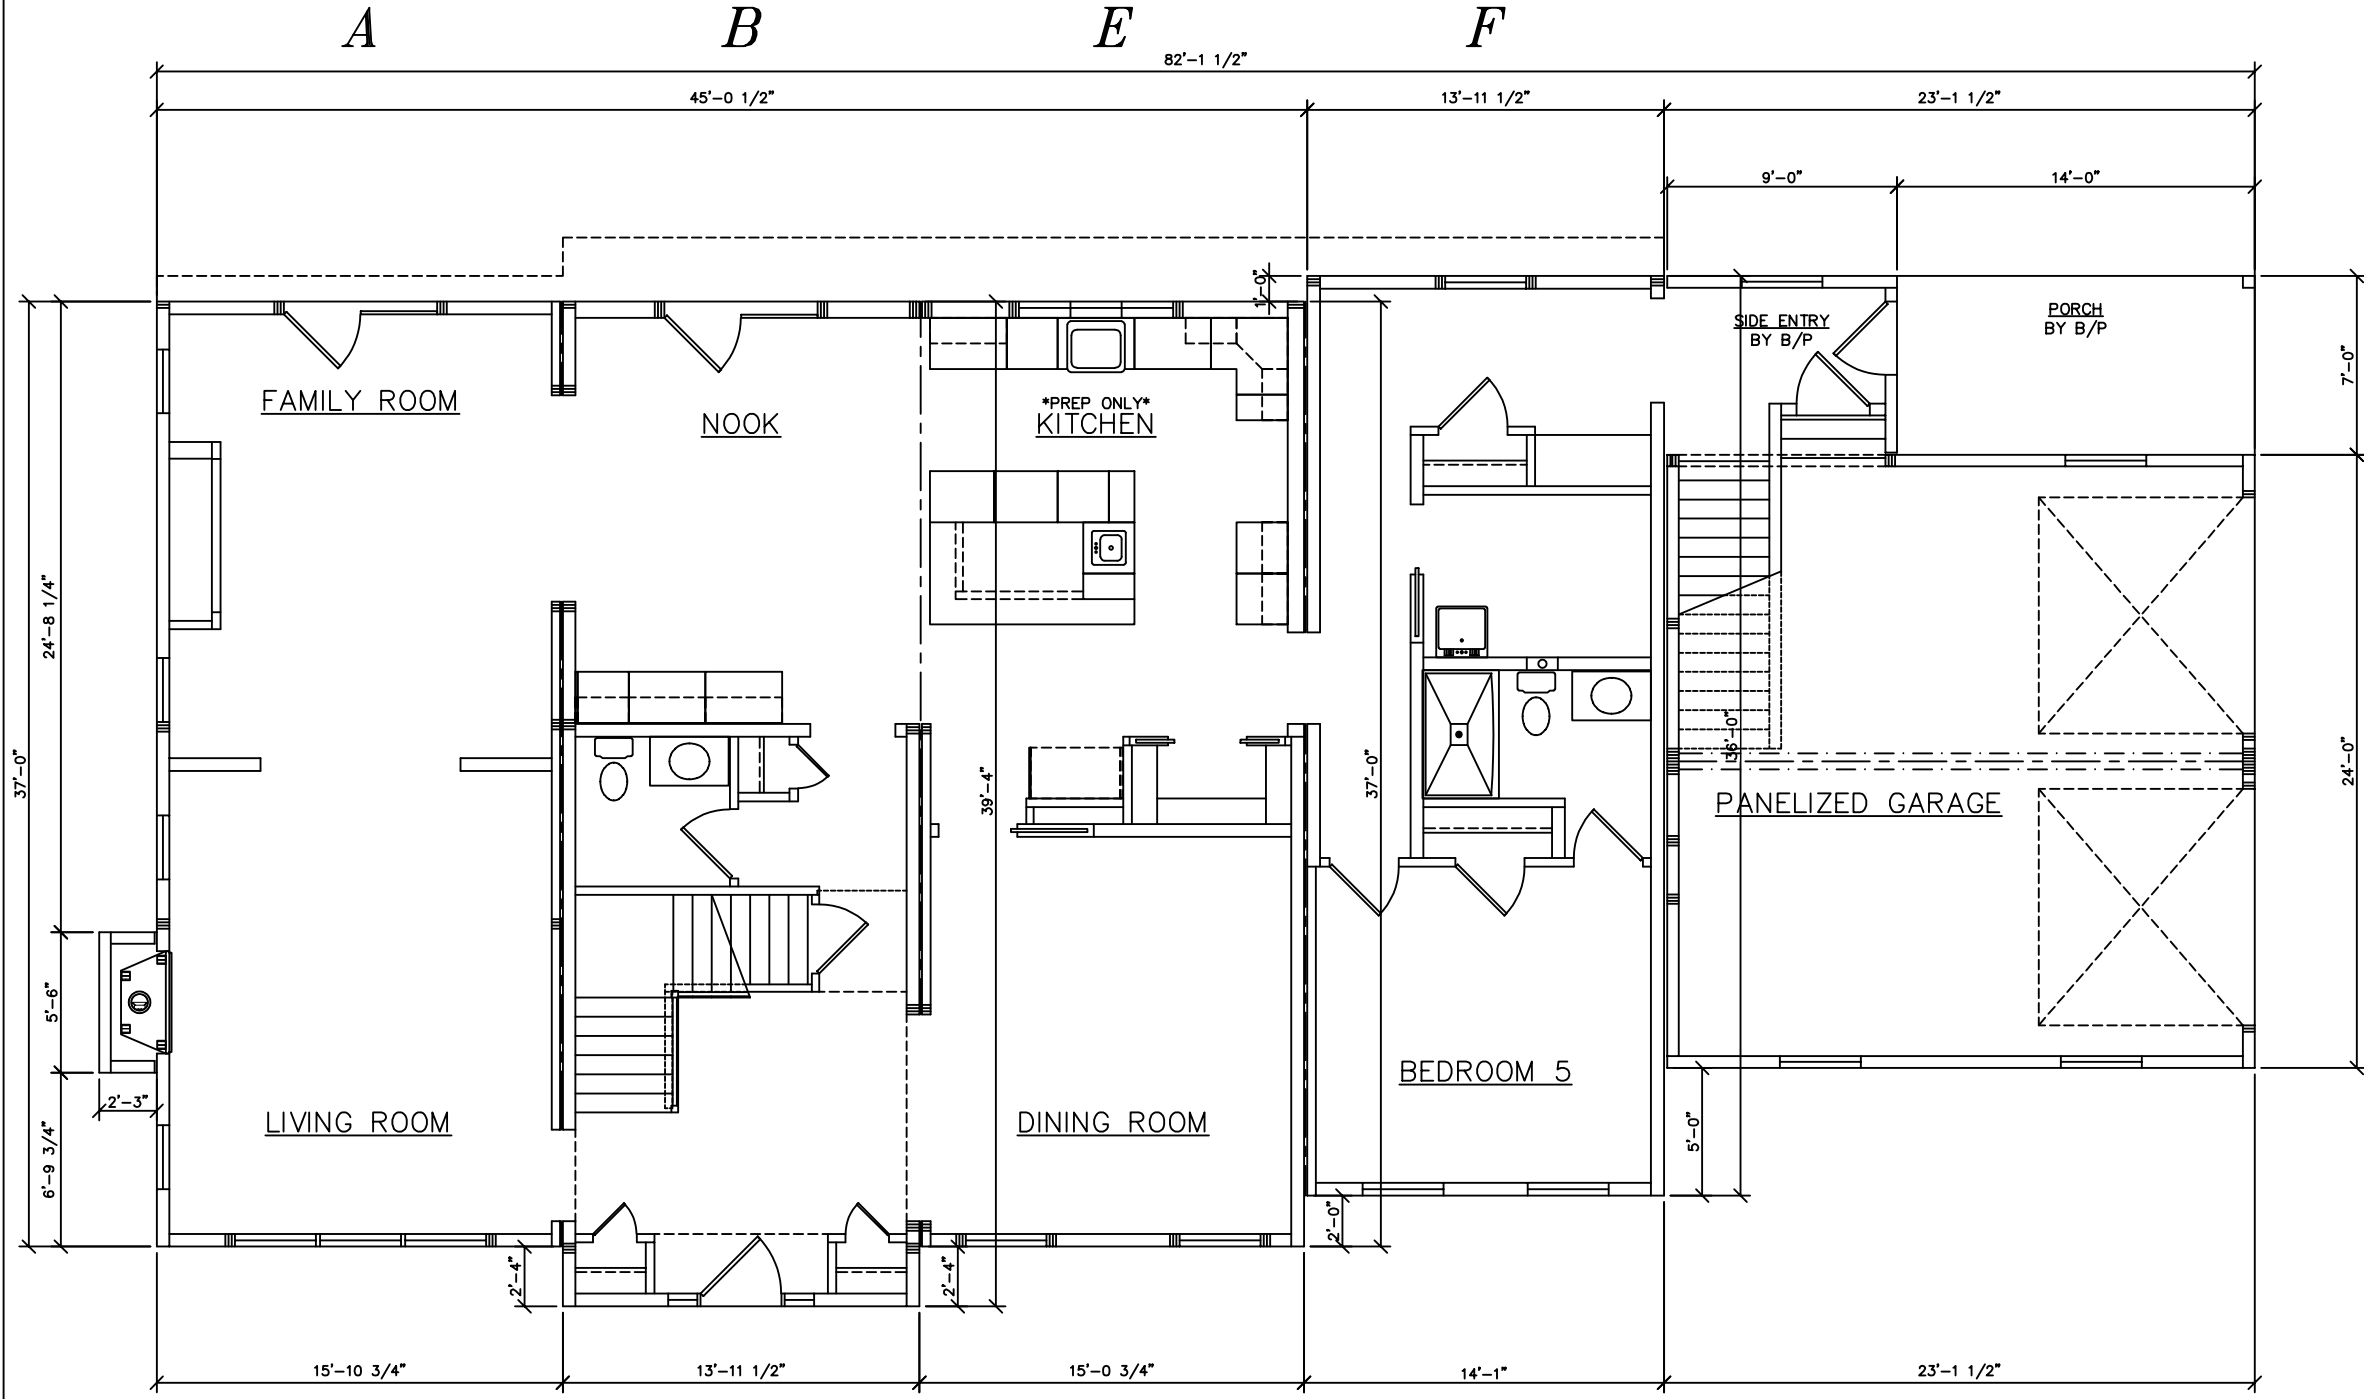 A B E F
82'-1 1/2"
45'-0 1/2" 13'-11 1/2" 23'-1 1/2"
9'-0" 14'-0"
1'-0"
PORCH
BY B/P
SIDE ENTRY
BY B/P
7'-0"
FAMILY ROOM
NOOK
*PREP ONLY*
KITCHEN
24'-8 1/4"
37'-0"
39'-4"
37'-0"
36'-0"
24'-0"
PANELIZED GARAGE
5'-6"
2'-3"
6'-9 3/4"
LIVING ROOM
DINING ROOM
BEDROOM 5
5'-0"
2'-0"
2'-4"
2'-4"
15'-10 3/4" 13'-11 1/2" 15'-0 3/4" 14'-1" 23'-1 1/2"